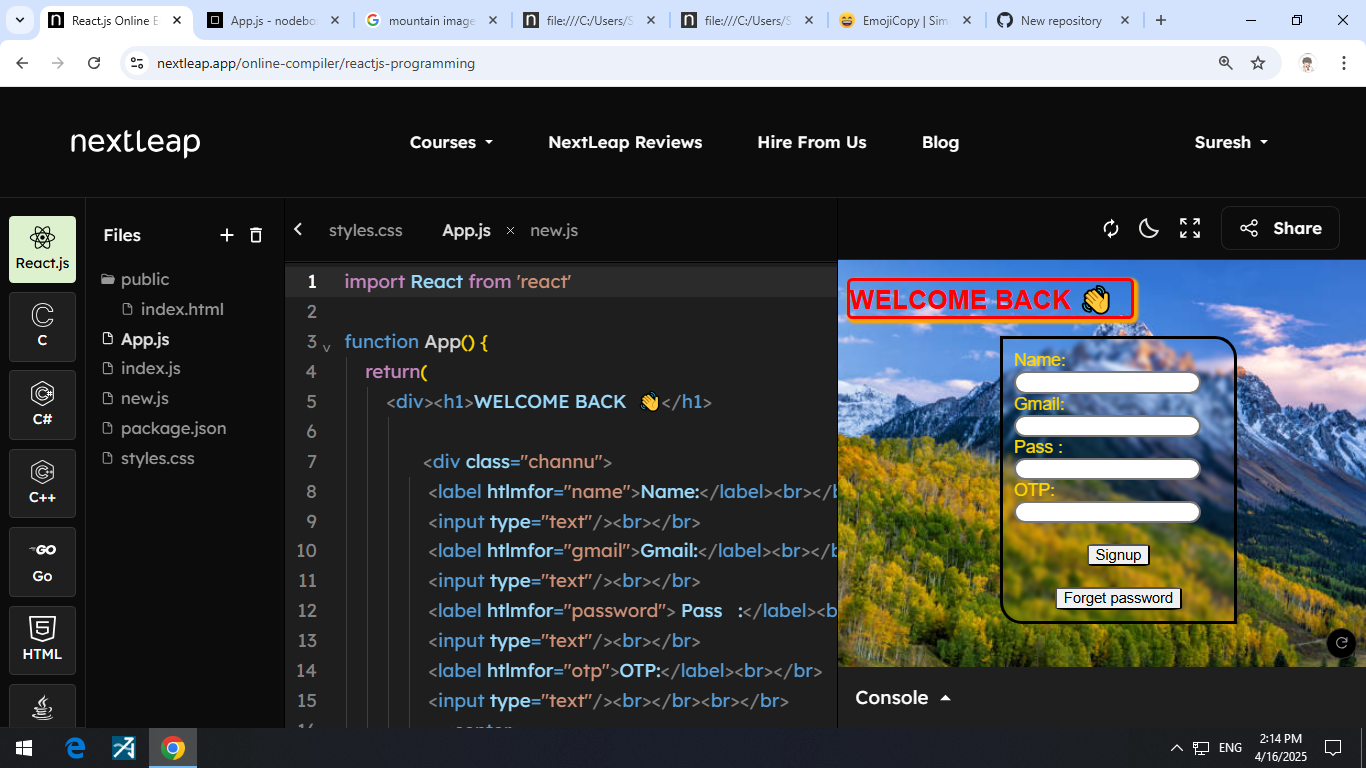 React.js Online E
App.js - nodebo
mountain image
file:///C:/Users/S
file:///C:/Users/S
EmojiCopy | Sim
New repository
nextleap.app/online-compiler/reactjs-programming
nextleap
Courses
NextLeap Reviews
Hire From Us
Blog
Suresh
React.js
C
C#
C++
GO
Go
HTML
Files
public
index.html
App.js
index.js
new.js
package.json
styles.css
styles.css
App.js
new.js
1 import React from 'react'
2
3 function App() {
4 return(
5 <div><h1>WELCOME BACK 👋</h1>
6
7 <div class="channu">
8 <label htlmfor="name">Name:</label><br></b
9 <input type="text"/><br></br>
10 <label htlmfor="gmail">Gmail:</label><br></b
11 <input type="text"/><br></br>
12 <label htlmfor="password"> Pass :</label><b
13 <input type="text"/><br></br>
14 <label htlmfor="otp">OTP:</label><br></br>
15 <input type="text"/><br></br><br></br>
Share
WELCOME BACK 👋
Name:
Gmail:
Pass :
OTP:
Signup
Forget password
Console
ENG
2:14 PM
4/16/2025